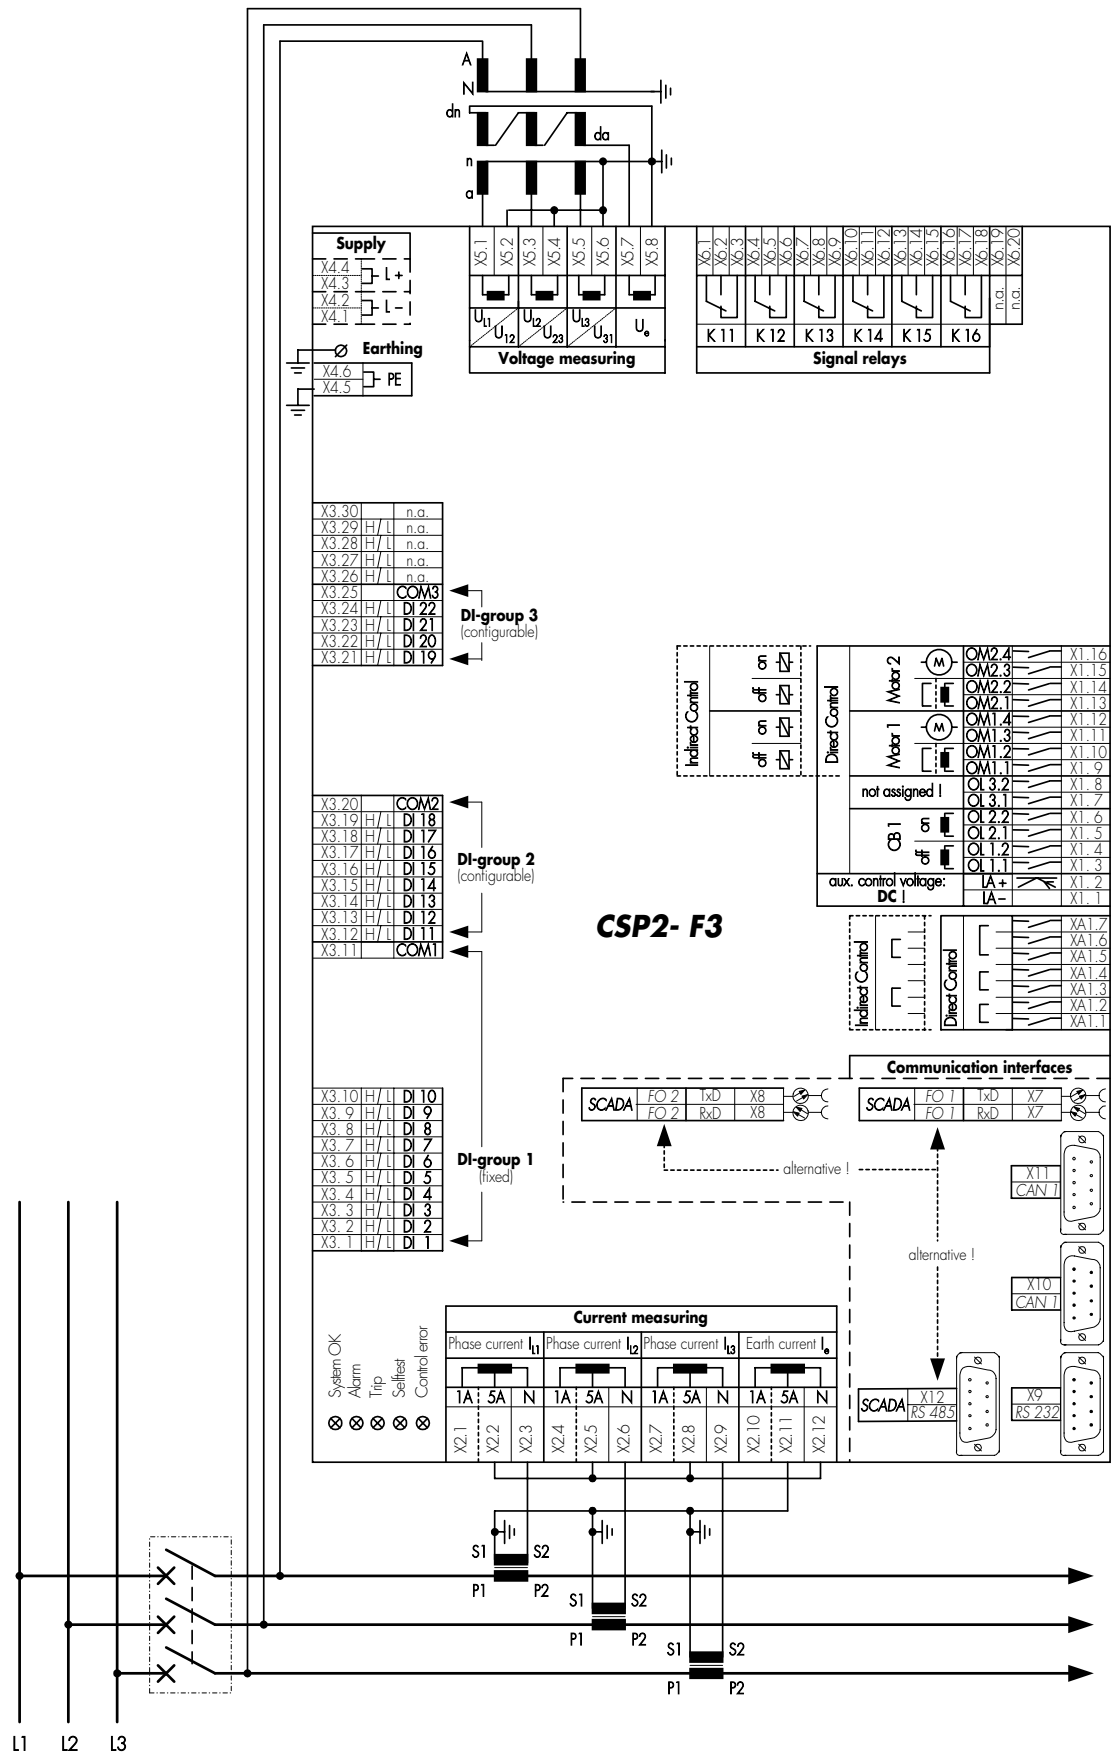 A
N
dn
da
n
a
Supply
X4.4
X4.3
L +
X4.2
X4.1
L –
Earthing
X4.6
X4.5
PE
X5.1
X5.2
X5.3
X5.4
X5.5
X5.6
X5.7
X5.8
UL1
U12
UL2
U23
UL3
U31
Ue
Voltage measuring
X6.1
X6.2
X6.3
X6.4
X6.5
X6.6
X6.7
X6.8
X6.9
X6.10
X6.11
X6.12
X6.13
X6.14
X6.15
X6.16
X6.17
X6.18
X6.19
X6.20
n.a.
n.a.
K 11
K 12
K 13
K 14
K 15
K 16
Signal relays
X3.30 n.a.
X3.29 H/L n.a.
X3.28 H/L n.a.
X3.27 H/L n.a.
X3.26 H/L n.a.
X3.25 COM3
X3.24 H/L DI 22
X3.23 H/L DI 21
X3.22 H/L DI 20
X3.21 H/L DI 19
DI-group 3
(configurable)
X3.20 COM2
X3.19 H/L DI 18
X3.18 H/L DI 17
X3.17 H/L DI 16
X3.16 H/L DI 15
X3.15 H/L DI 14
X3.14 H/L DI 13
X3.13 H/L DI 12
X3.12 H/L DI 11
X3.11 COM1
DI-group 2
(configurable)
X3.10 H/L DI 10
X3. 9 H/L DI 9
X3. 8 H/L DI 8
X3. 7 H/L DI 7
X3. 6 H/L DI 6
X3. 5 H/L DI 5
X3. 4 H/L DI 4
X3. 3 H/L DI 3
X3. 2 H/L DI 2
X3. 1 H/L DI 1
DI-group 1
(fixed)
CSP2- F3
Indirect Control
on
off
on
off
Direct Control
Motor 2
M
Motor 1
M
not assigned !
CB 1
on
off
aux. control voltage:
DC !
OM2.4 X1.16
OM2.3 X1.15
OM2.2 X1.14
OM2.1 X1.13
OM1.4 X1.12
OM1.3 X1.11
OM1.2 X1.10
OM1.1 X1. 9
OL 3.2 X1. 8
OL 3.1 X1. 7
OL 2.2 X1. 6
OL 2.1 X1. 5
OL 1.2 X1. 4
OL 1.1 X1. 3
LA + X1. 2
LA – X1. 1
Indirect Control
Direct Control
XA1.7
XA1.6
XA1.5
XA1.4
XA1.3
XA1.2
XA1.1
Communication interfaces
SCADA
FO 2 TxD X8
FO 2 RxD X8
SCADA
FO 1 TxD X7
FO 1 RxD X7
alternative !
alternative !
X11
CAN 1
X10
CAN 1
SCADA
X12
RS 485
X9
RS 232
System OK
Alarm
Trip
Selftest
Control error
Current measuring
Phase current IL1
Phase current IL2
Phase current IL3
Earth current Ie
1A 5A N
1A 5A N
1A 5A N
1A 5A N
X2.1
X2.2
X2.3
X2.4
X2.5
X2.6
X2.7
X2.8
X2.9
X2.10
X2.11
X2.12
S1 S2
P1 P2
S1 S2
P1 P2
S1 S2
P1 P2
L1 L2 L3